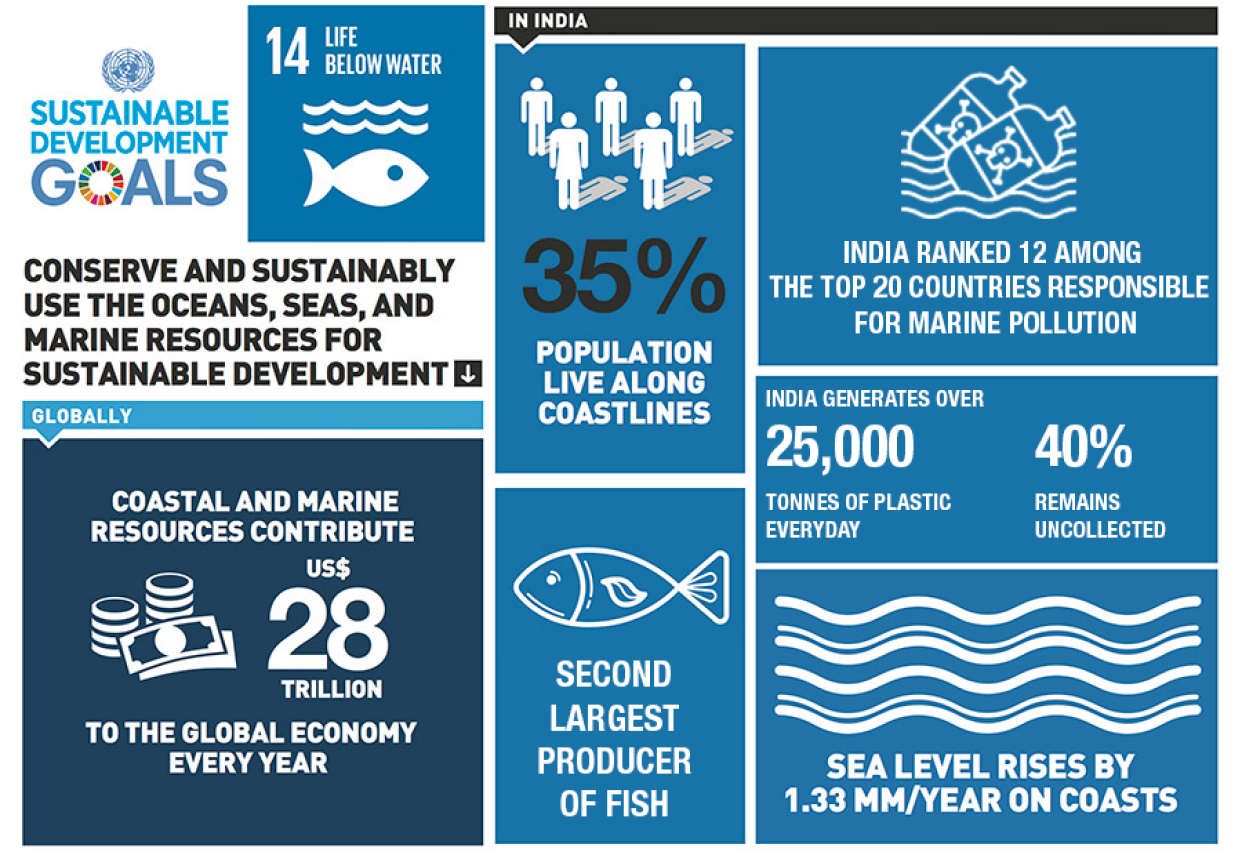 SUSTAINABLE
DEVELOPMENT
GOALS
14 LIFE
BELOW WATER
CONSERVE AND SUSTAINABLY
USE THE OCEANS, SEAS, AND
MARINE RESOURCES FOR
SUSTAINABLE DEVELOPMENT
GLOBALLY
COASTAL AND MARINE
RESOURCES CONTRIBUTE
US$
28
TRILLION
TO THE GLOBAL ECONOMY
EVERY YEAR
IN INDIA
35%
POPULATION
LIVE ALONG
COASTLINES
SECOND
LARGEST
PRODUCER
OF FISH
INDIA RANKED 12 AMONG
THE TOP 20 COUNTRIES RESPONSIBLE
FOR MARINE POLLUTION
INDIA GENERATES OVER
25,000
TONNES OF PLASTIC
EVERYDAY
40%
REMAINS
UNCOLLECTED
SEA LEVEL RISES BY
1.33 MM/YEAR ON COASTS